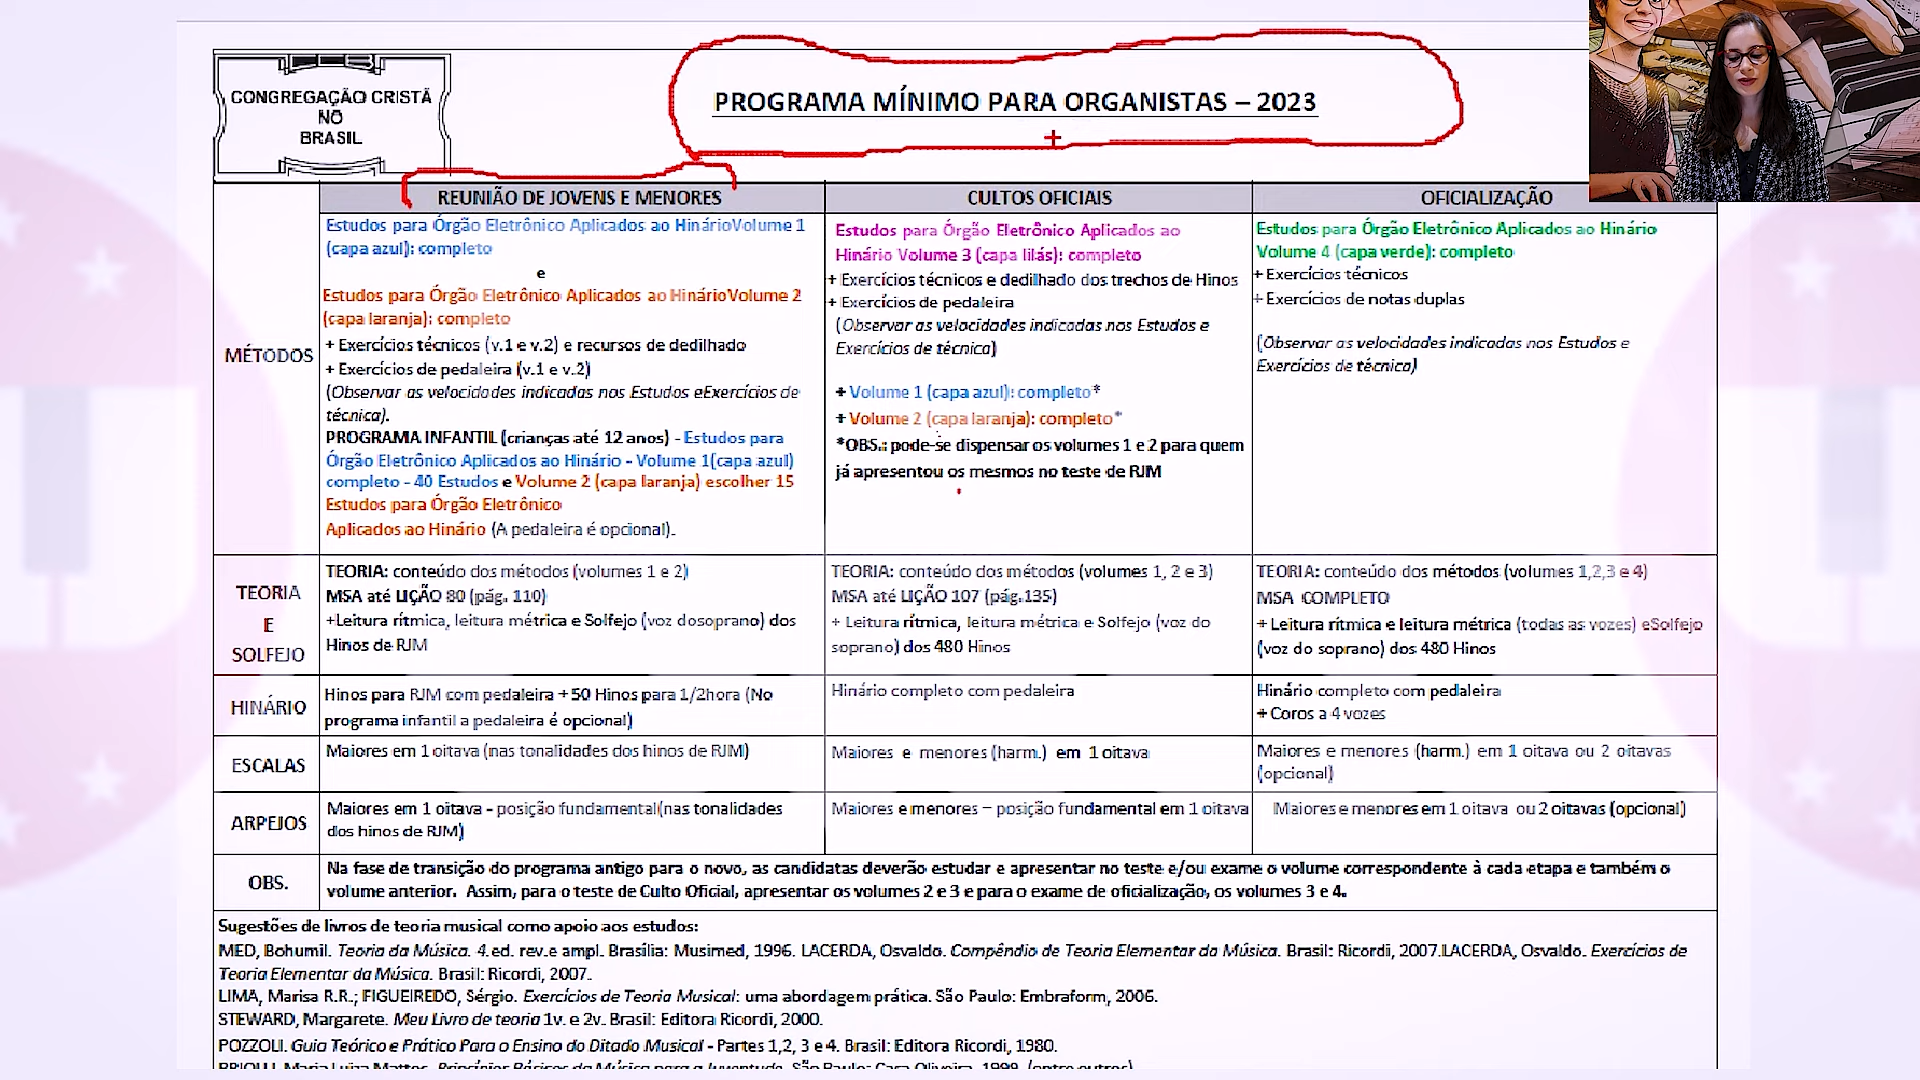 CONGREGAÇÃO CRISTÃ
NO
BRASIL
PROGRAMA MÍNIMO PARA ORGANISTAS – 2023
REUNIÃO DE JOVENS E MENORES
CULTOS OFICIAIS
OFICIALIZAÇÃO
MÉTODOS
Estudos para Órgão Eletrônico Aplicados ao HinárioVolume 1
(capa azul): completo
e
Estudos para Órgão Eletrônico Aplicados ao HinárioVolume 2
(capa laranja): completo
+ Exercícios técnicos (v.1 e v.2) e recursos de dedilhado
+ Exercícios de pedaleira (v.1 e v.2)
(Observar as velocidades indicadas nos Estudos eExercícios de
técnica).
PROGRAMA INFANTIL (crianças até 12 anos) - Estudos para
Órgão Eletrônico Aplicados ao Hinário - Volume 1(capa azul)
completo - 40 Estudos e Volume 2 (capa laranja) escolher 15
Estudos para Órgão Eletrônico
Aplicados ao Hinário (A pedaleira é opcional).
Estudos para Órgão Eletrônico Aplicados ao
Hinário Volume 3 (capa lilás): completo
+ Exercícios técnicos e dedilhado dos trechos de Hinos
+ Exercícios de pedaleira
(Observar as velocidades indicadas nos Estudos e
Exercícios de técnica)
+ Volume 1 (capa azul): completo*
+ Volume 2 (capa laranja): completo*
*OBS.: pode-se dispensar os volumes 1 e 2 para quem
já apresentou os mesmos no teste de RJM
Estudos para Órgão Eletrônico Aplicados ao Hinário
Volume 4 (capa verde): completo
+ Exercícios técnicos
+ Exercícios de notas duplas
(Observar as velocidades indicadas nos Estudos e
Exercícios de técnica)
TEORIA
E
SOLFEJO
TEORIA: conteúdo dos métodos (volumes 1 e 2)
MSA até LIÇÃO 80 (pág. 110)
+Leitura rítmica, leitura métrica e Solfejo (voz dosoprano) dos
Hinos de RJM
TEORIA: conteúdo dos métodos (volumes 1, 2 e 3)
MSA até LIÇÃO 107 (pág.135)
+ Leitura rítmica, leitura métrica e Solfejo (voz do
soprano) dos 480 Hinos
TEORIA: conteúdo dos métodos (volumes 1,2,3 e 4)
MSA COMPLETO
+ Leitura rítmica e leitura métrica (todas as vozes) eSolfejo
(voz do soprano) dos 480 Hinos
HINÁRIO
Hinos para RJM com pedaleira + 50 Hinos para 1/2hora (No
programa infantil a pedaleira é opcional)
Hinário completo com pedaleira
Hinário completo com pedaleira
+ Coros a 4 vozes
ESCALAS
Maiores em 1 oitava (nas tonalidades dos hinos de RJM)
Maiores e menores (harm.) em 1 oitava
Maiores e menores (harm.) em 1 oitava ou 2 oitavas
(opcional)
ARPEJOS
Maiores em 1 oitava - posição fundamental(nas tonalidades
dos hinos de RJM)
Maiores e menores – posição fundamental em 1 oitava
Maiores e menores em 1 oitava ou 2 oitavas (opcional)
OBS.
Na fase de transição do programa antigo para o novo, as candidatas deverão estudar e apresentar no teste e/ou exame o volume correspondente à cada etapa e também o
volume anterior. Assim, para o teste de Culto Oficial, apresentar os volumes 2 e 3 e para o exame de oficialização, os volumes 3 e 4.
Sugestões de livros de teoria musical como apoio aos estudos:
MED, Bohumil. Teoria da Música. 4.ed. rev.e ampl. Brasília: Musimed, 1996. LACERDA, Osvaldo. Compêndio de Teoria Elementar da Música. Brasil: Ricordi, 2007.LACERDA, Osvaldo. Exercícios de
Teoria Elementar da Música. Brasil: Ricordi, 2007.
LIMA, Marisa R.R.; FIGUEIREDO, Sérgio. Exercícios de Teoria Musical: uma abordagem prática. São Paulo: Embraform, 2006.
STEWARD, Margarete. Meu Livro de teoria 1v. e 2v. Brasil: Editora Ricordi, 2000.
POZZOLI. Guia Teórico e Prático Para o Ensino do Ditado Musical - Partes 1,2, 3 e 4. Brasil: Editora Ricordi, 1980.